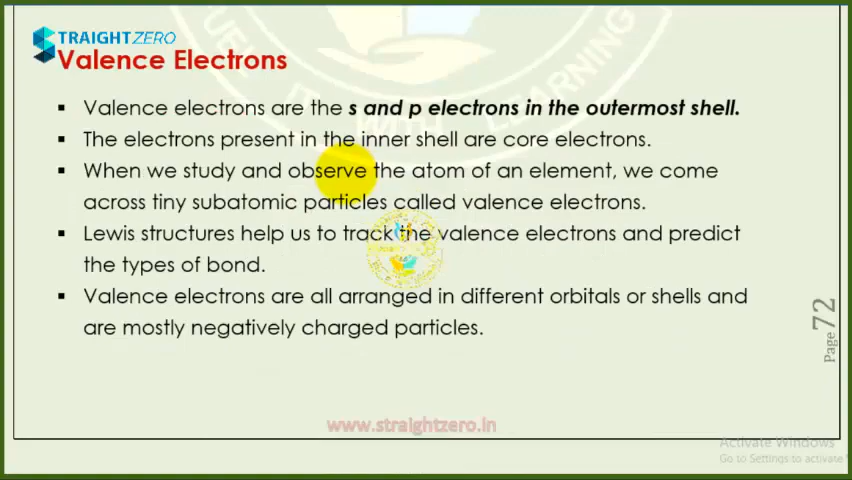 STRAIGHTZERO
Valence Electrons
▪ Valence electrons are the s and p electrons in the outermost shell.
▪ The electrons present in the inner shell are core electrons.
▪ When we study and observe the atom of an element, we come
across tiny subatomic particles called valence electrons.
▪ Lewis structures help us to track the valence electrons and predict
the types of bond.
▪ Valence electrons are all arranged in different orbitals or shells and
are mostly negatively charged particles.
Page 72
www.straightzero.in
Activate Windows
Go to Settings to activate
WITH LEARNING